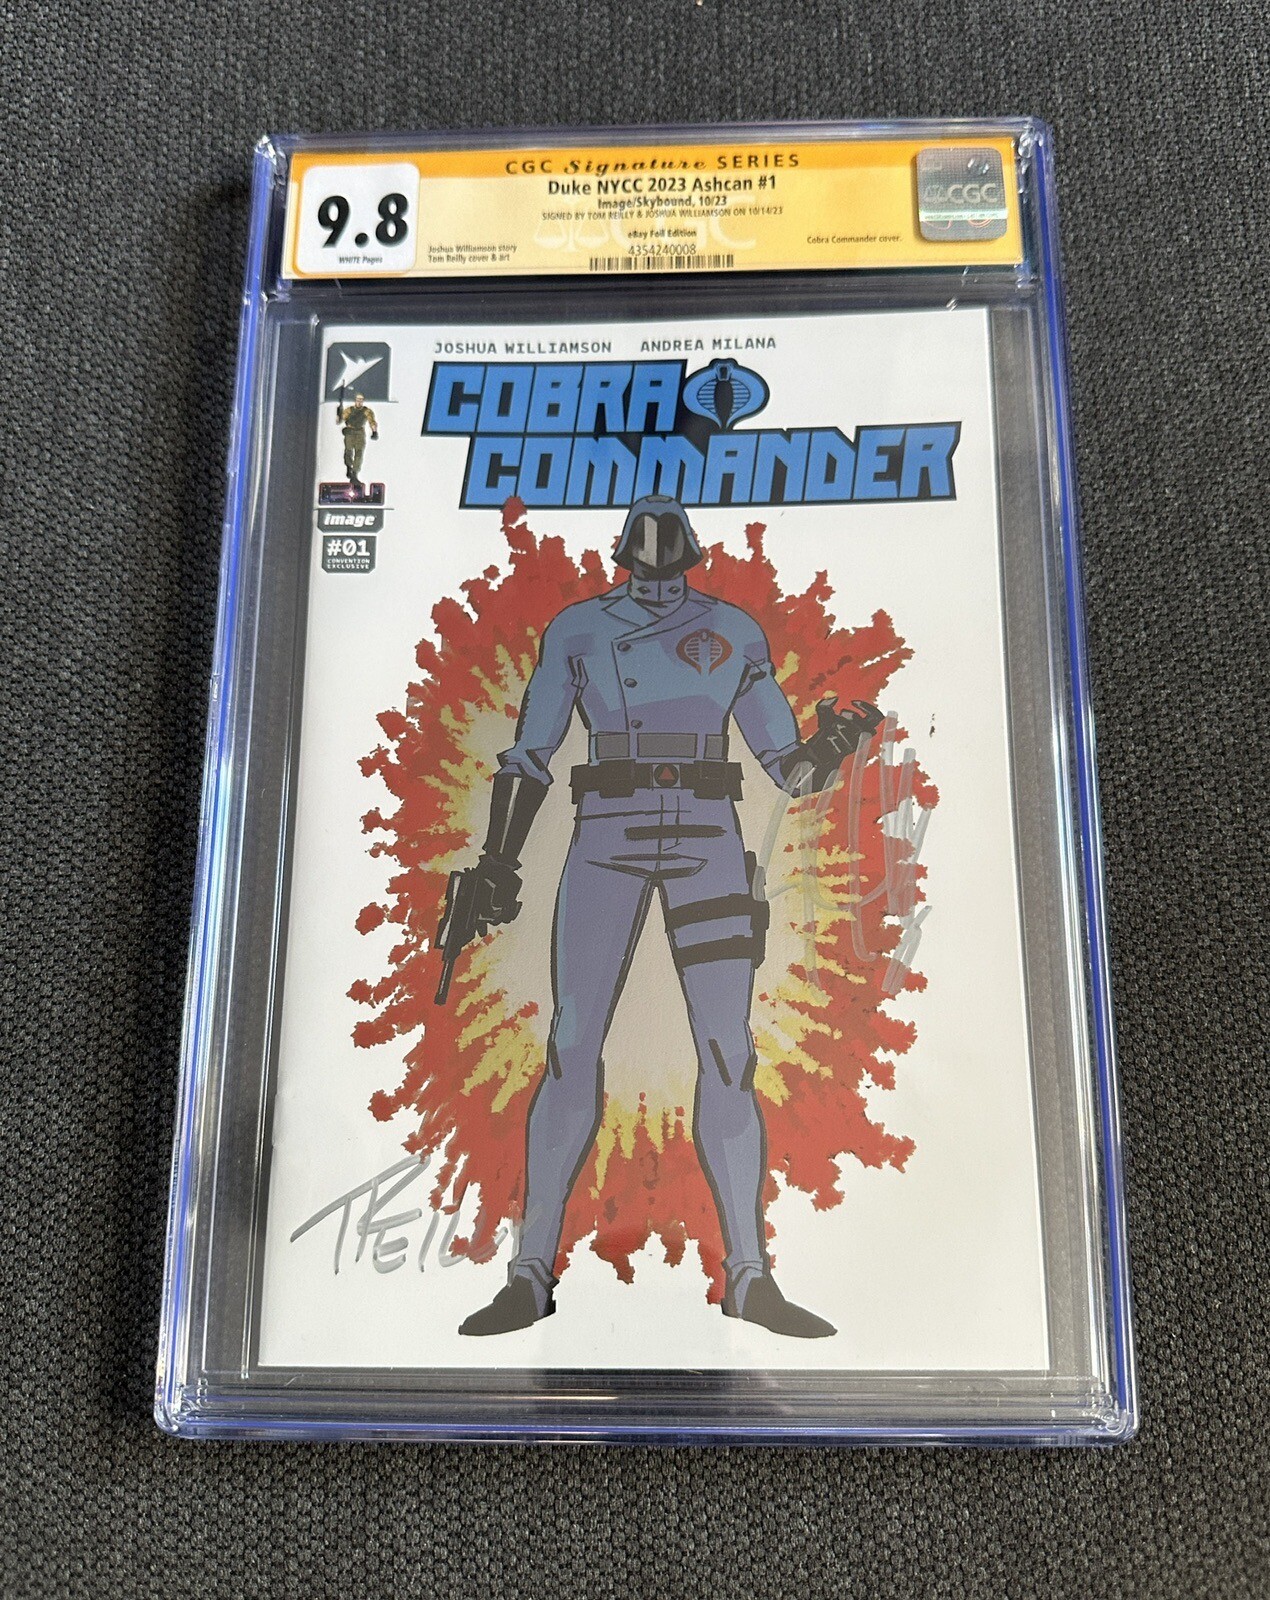 CGC Signature SERIES
Duke NYCC 2023 Ashcan #1
Image/Skybound, 10/23
SIGNED BY TOM REILLY & JOSHUA WILLIAMSON ON 10/14/23
eBay Foil Edition
4354240008
9.8
WHITE Pages
Joshua Williamson story
Tom Reilly cover & art
Cobra Commander cover.
CGC
JOSHUA WILLIAMSON ANDREA MILANA
COBRA
COMMANDER
image
#01
CONVENTION
EXCLUSIVE
T REILLY